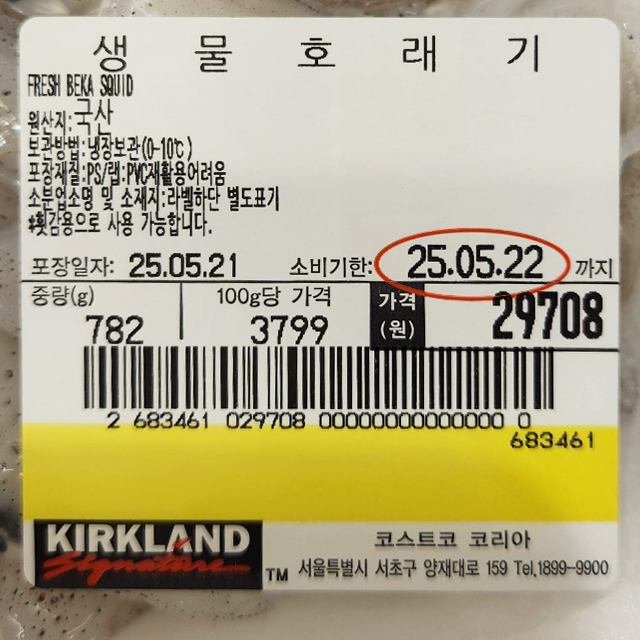 생 물 호 래 기
FRESH BEKA SQUID
원산지:국산
보관방법:냉장보관(0-10℃)
포장재질:PS/랩:PVC재활용어려움
소분업소명 및 소재지:라벨하단 별도표기
*횟감용으로 사용 가능합니다.
포장일자: 25.05.21 소비기한: 25.05.22 까지
중량(g) 100g당 가격 가격
782 3799 (원) 29708
2 683461 029708 00000000000000 0
683461
KIRKLAND
Signature TM
코스트코 코리아
서울특별시 서초구 양재대로 159 Tel.1899-9900